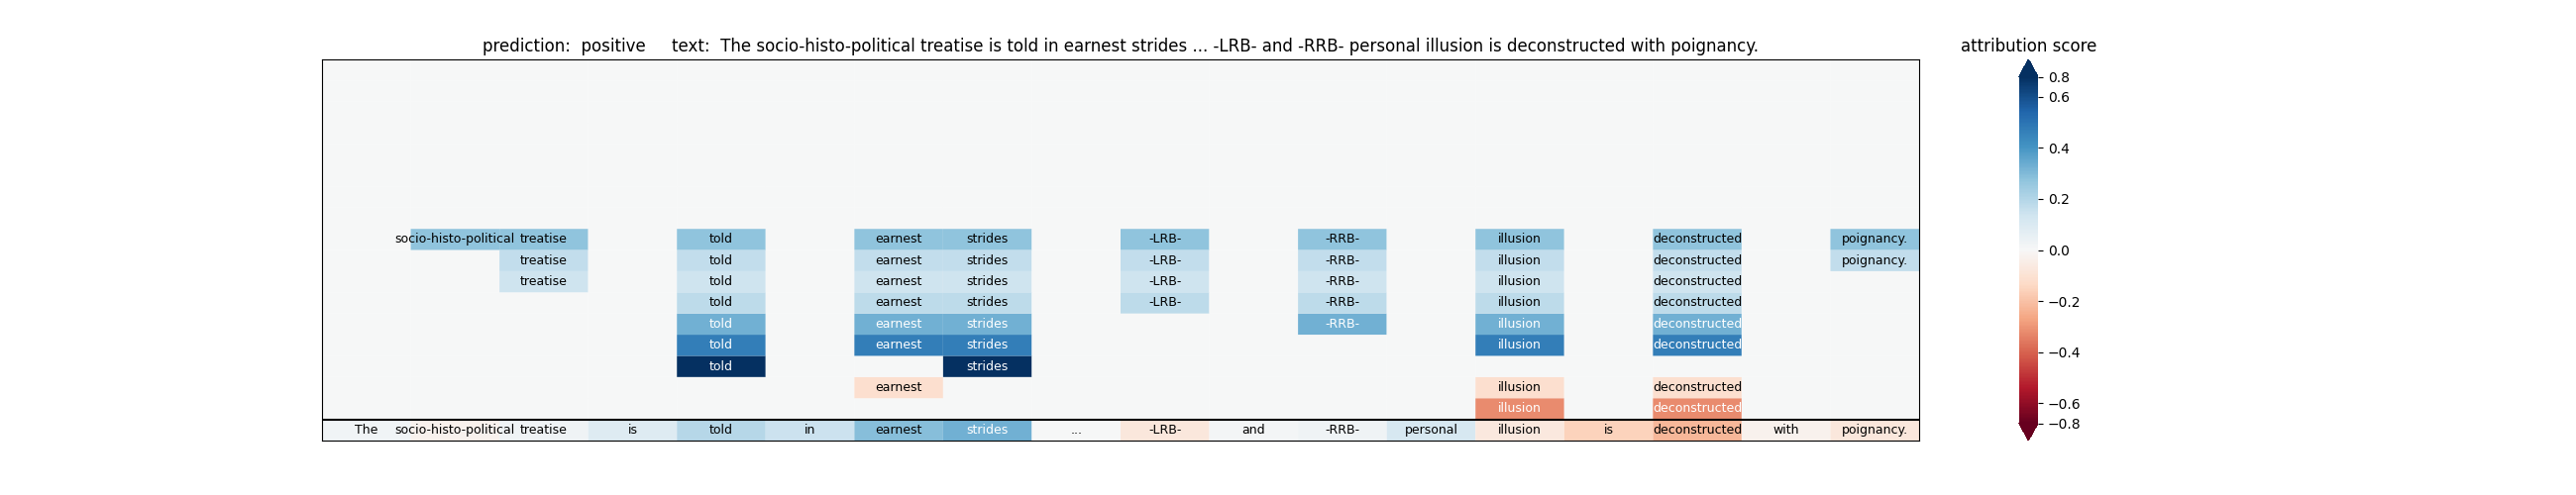 prediction:  positive     text:  The socio-histo-political treatise is told in earnest strides ... -LRB- and -RRB- personal illusion is deconstructed with poignancy.
attribution score
socio-histo-political treatise told earnest strides -LRB- -RRB- illusion deconstructed poignancy.
treatise told earnest strides -LRB- -RRB- illusion deconstructed poignancy.
treatise told earnest strides -LRB- -RRB- illusion deconstructed
told earnest strides -LRB- -RRB- illusion deconstructed
told earnest strides -RRB- illusion deconstructed
told earnest strides illusion deconstructed
told strides
earnest illusion deconstructed
illusion deconstructed
The socio-histo-political treatise is told in earnest strides ... -LRB- and -RRB- personal illusion is deconstructed with poignancy.
0.8
0.6
0.4
0.2
0.0
−0.2
−0.4
−0.6
−0.8